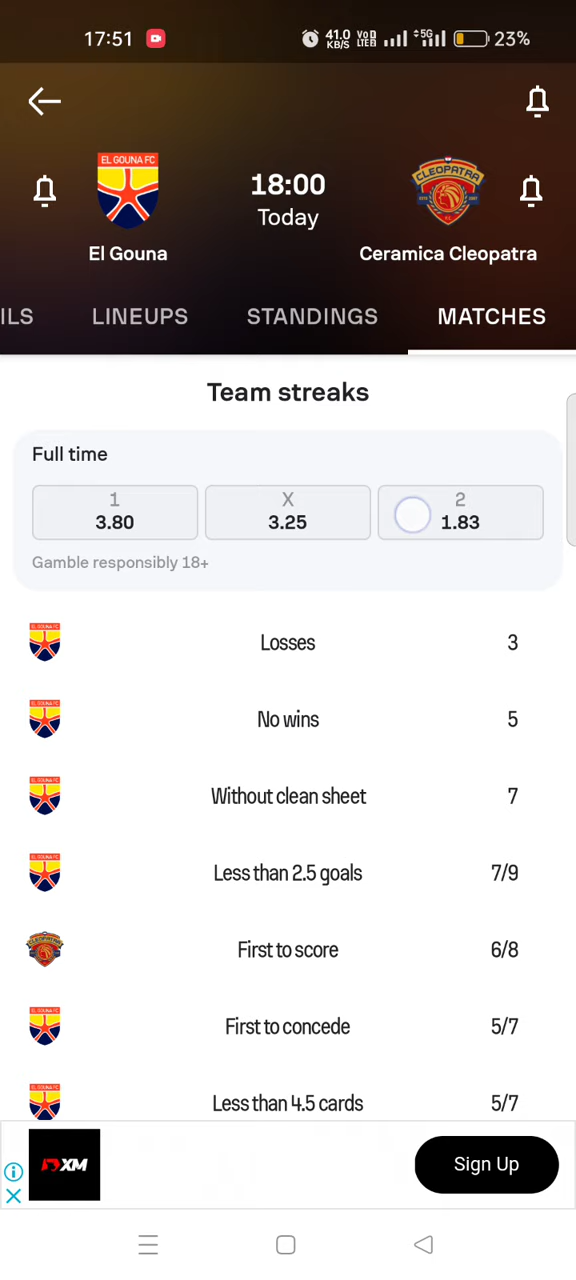 17:51 41.0 KB/S VoD LTE 5G 23%
EL GOUNA FC
CLEOPATRA
18:00
Today
El Gouna
Ceramica Cleopatra
ILS LINEUPS STANDINGS MATCHES
Team streaks
Full time
1 X 2
3.80 3.25 1.83
Gamble responsibly 18+
Losses 3
No wins 5
Without clean sheet 7
Less than 2.5 goals 7/9
First to score 6/8
First to concede 5/7
Less than 4.5 cards 5/7
XM
Sign Up